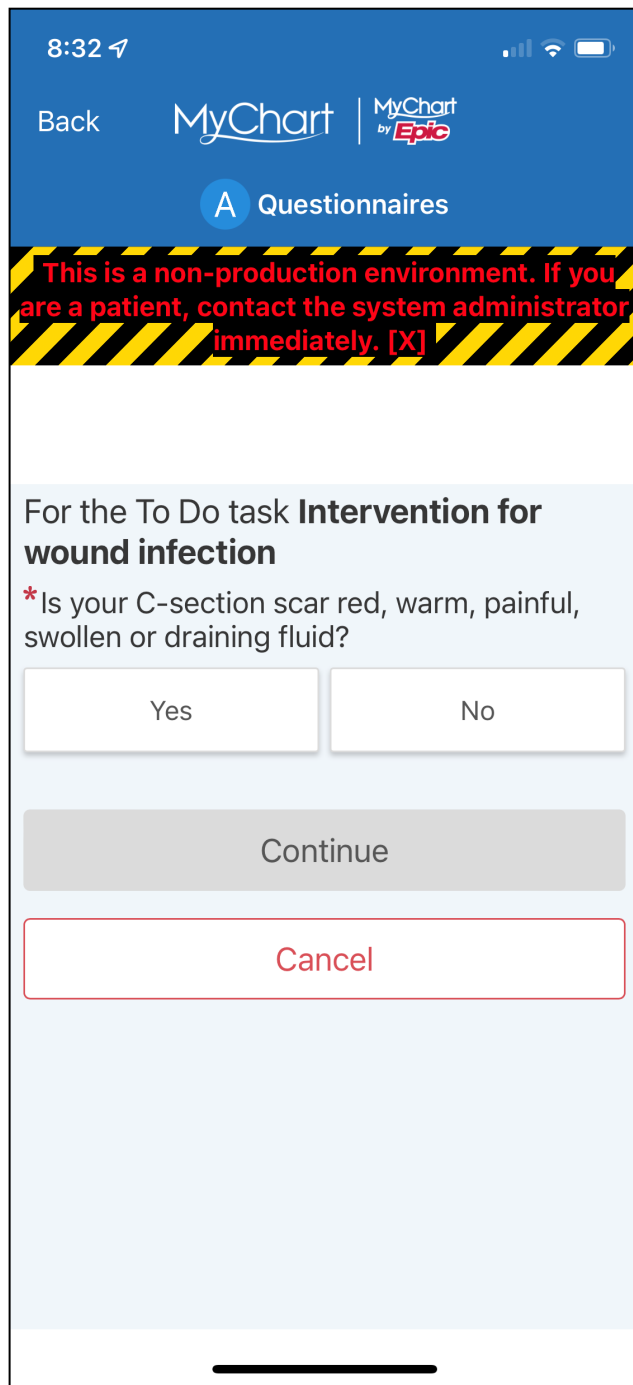 8:32
Back MyChart MyChart by Epic
A Questionnaires
This is a non-production environment. If you
are a patient, contact the system administrator
immediately. [X]
For the To Do task Intervention for
wound infection
*Is your C-section scar red, warm, painful,
swollen or draining fluid?
Yes No
Continue
Cancel